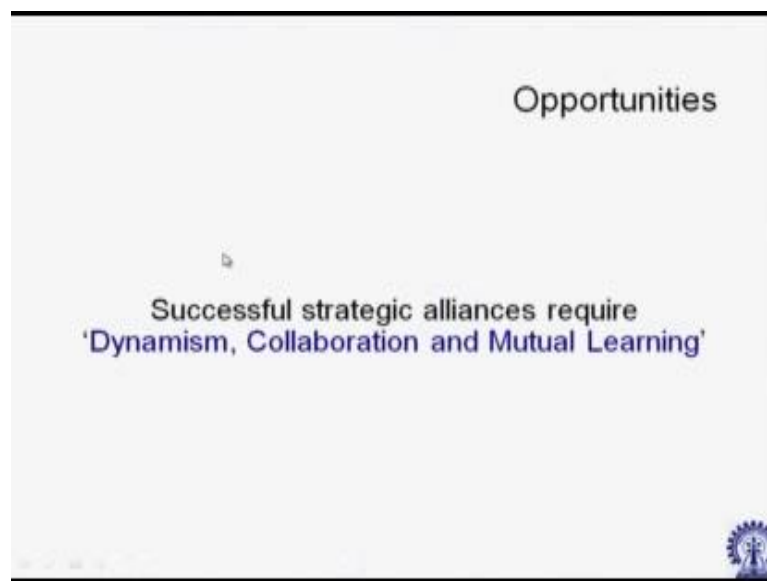 Opportunities
Successful strategic alliances require
‘Dynamism, Collaboration and Mutual Learning’